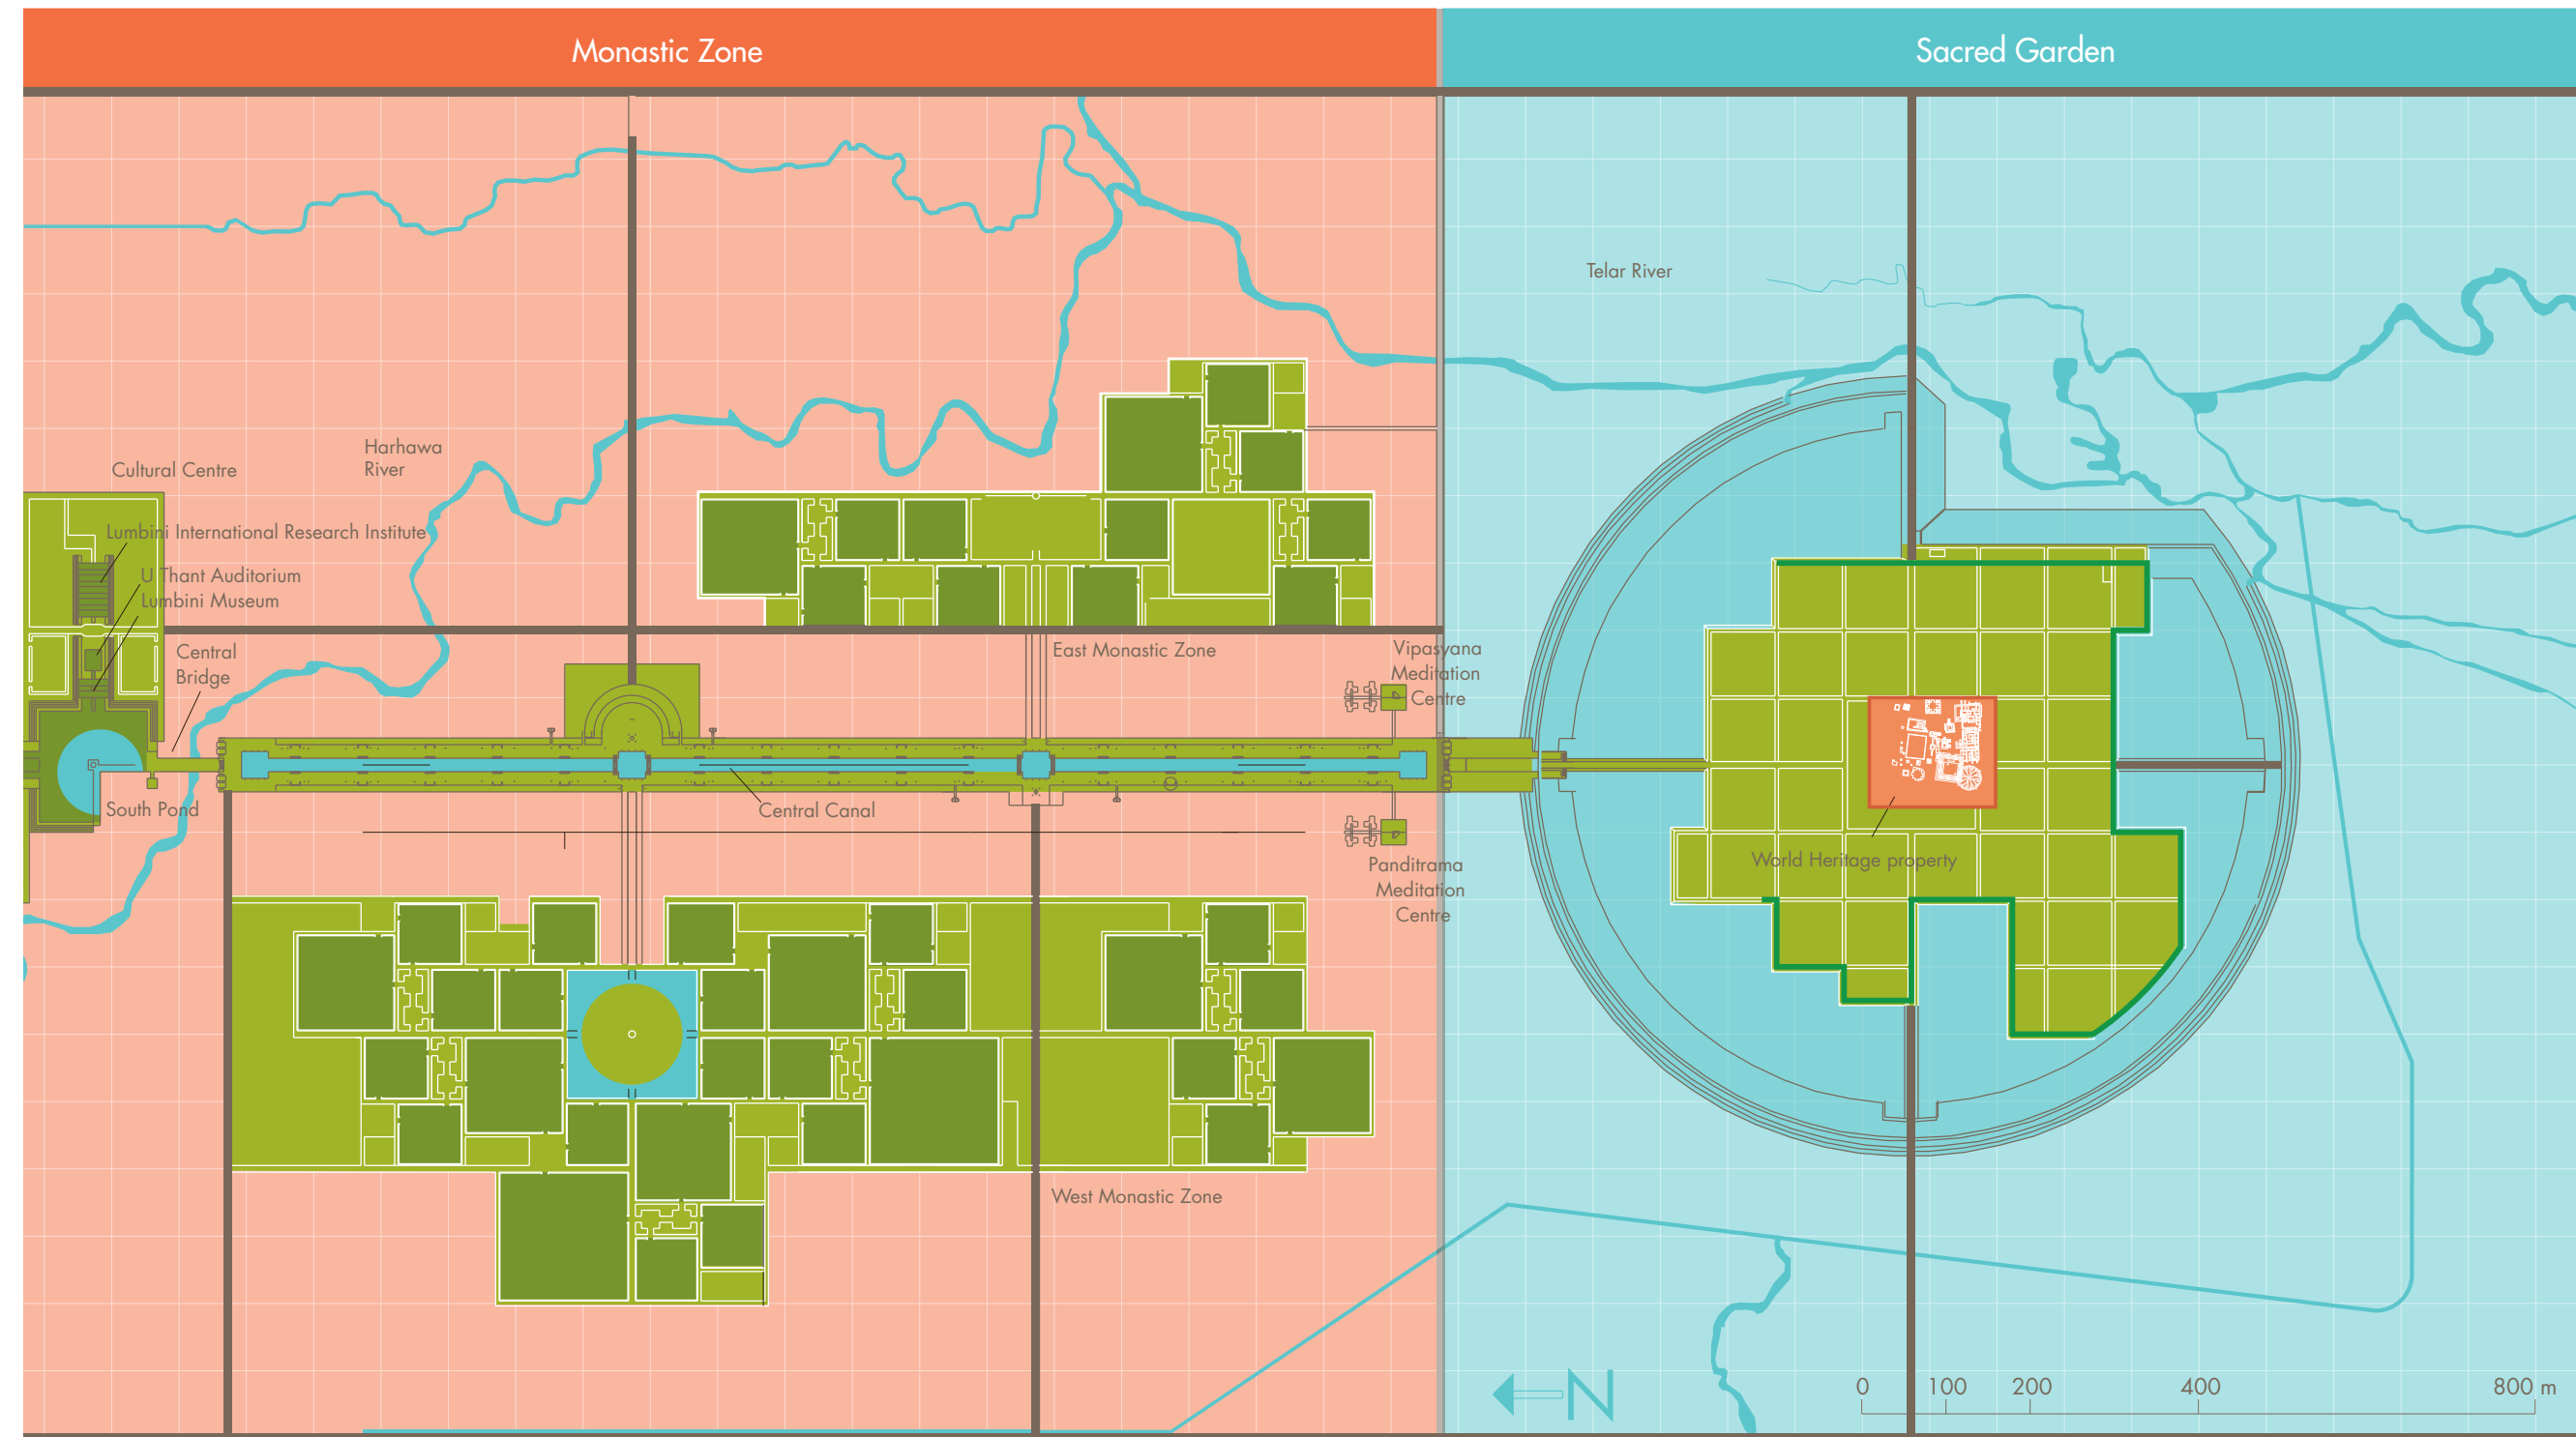 Monastic Zone
Sacred Garden
Telar River
Harhawa
River
Cultural Centre
Lumbini International Research Institute
U Thant Auditorium
Lumbini Museum
Central
Bridge
East Monastic Zone
Vipasyana
Meditation
Centre
South Pond
Central Canal
World Heritage property
Panditrama
Meditation
Centre
West Monastic Zone
N
0 100 200 400 800 m